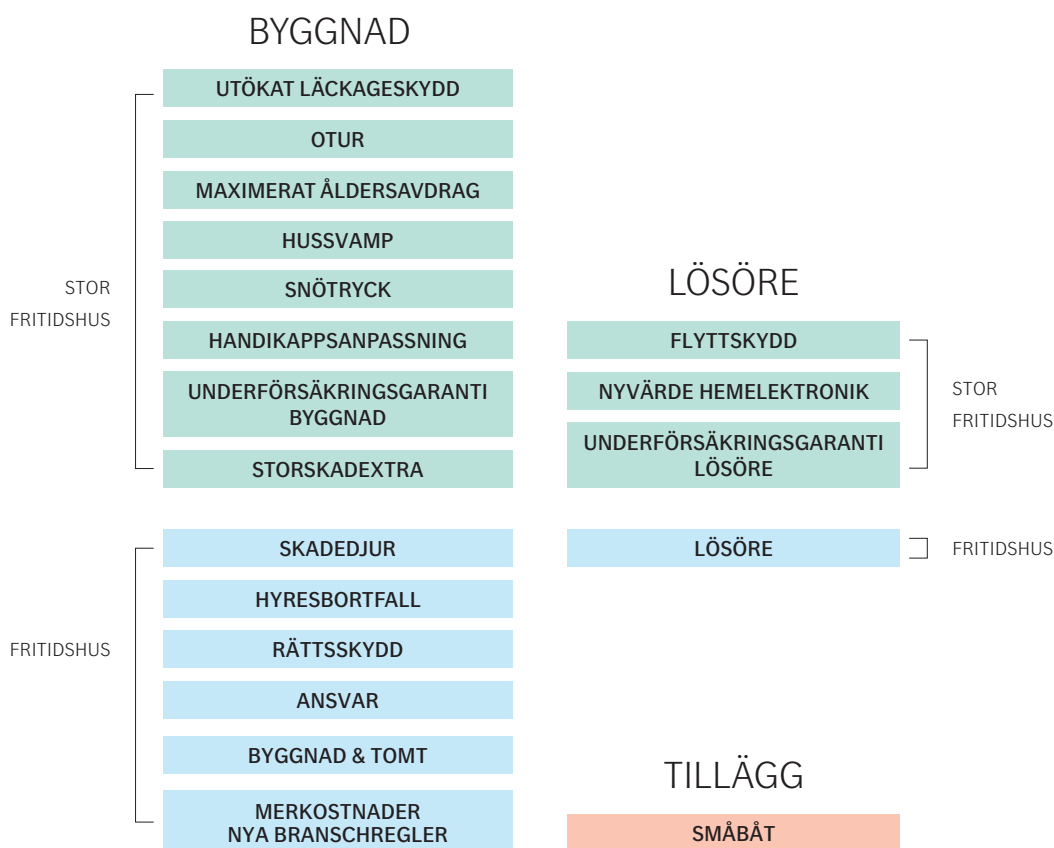 BYGGNAD
UTÖKAT LÄCKAGESKYDD
OTUR
MAXIMERAT ÅLDERSAVDRAG
HUSSVAMP
SNÖTRYCK
HANDIKAPPSANPASSNING
UNDERFÖRSÄKRINGSGARANTI
BYGGNAD
STORSKADEXTRA
STOR
FRITIDSHUS
SKADEDJUR
HYRESBORTFALL
RÄTTSSKYDD
ANSVAR
BYGGNAD & TOMT
MERKOSTNADER
NYA BRANSCHREGLER
FRITIDSHUS
LÖSÖRE
FLYTTSKYDD
NYVÄRDE HEMELEKTRONIK
UNDERFÖRSÄKRINGSGARANTI
LÖSÖRE
STOR
FRITIDSHUS
LÖSÖRE
FRITIDSHUS
TILLÄGG
SMÅBÅT